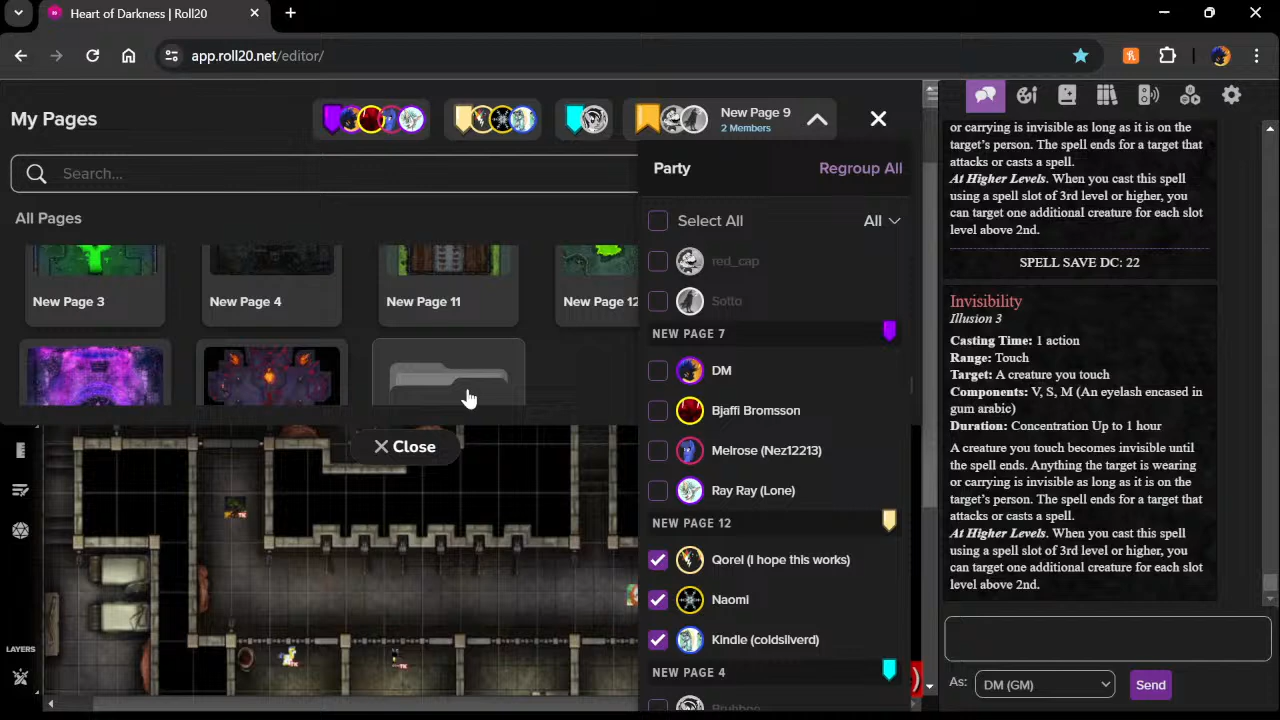 Heart of Darkness | Roll20
app.roll20.net/editor/
My Pages
New Page 9
2 Members
Search...
Party
Regroup All
All Pages
Select All
All
red_cap
Sotto
New Page 3
New Page 4
New Page 11
New Page 12
NEW PAGE 7
DM
Bjaffi Bromsson
Melrose (Nez12213)
Ray Ray (Lone)
NEW PAGE 12
Qorel (I hope this works)
Naomi
Kindle (coldsilverd)
NEW PAGE 4
Close
LAYERS
or carrying is invisible as long as it is on the
target's person. The spell ends for a target that
attacks or casts a spell.
At Higher Levels. When you cast this spell
using a spell slot of 3rd level or higher, you
can target one additional creature for each slot
level above 2nd.
SPELL SAVE DC: 22
Invisibility
Illusion 3
Casting Time: 1 action
Range: Touch
Target: A creature you touch
Components: V, S, M (An eyelash encased in
gum arabic)
Duration: Concentration Up to 1 hour
A creature you touch becomes invisible until
the spell ends. Anything the target is wearing
or carrying is invisible as long as it is on the
target's person. The spell ends for a target that
attacks or casts a spell.
At Higher Levels. When you cast this spell
using a spell slot of 3rd level or higher, you
can target one additional creature for each slot
level above 2nd.
As:
DM (GM)
Send